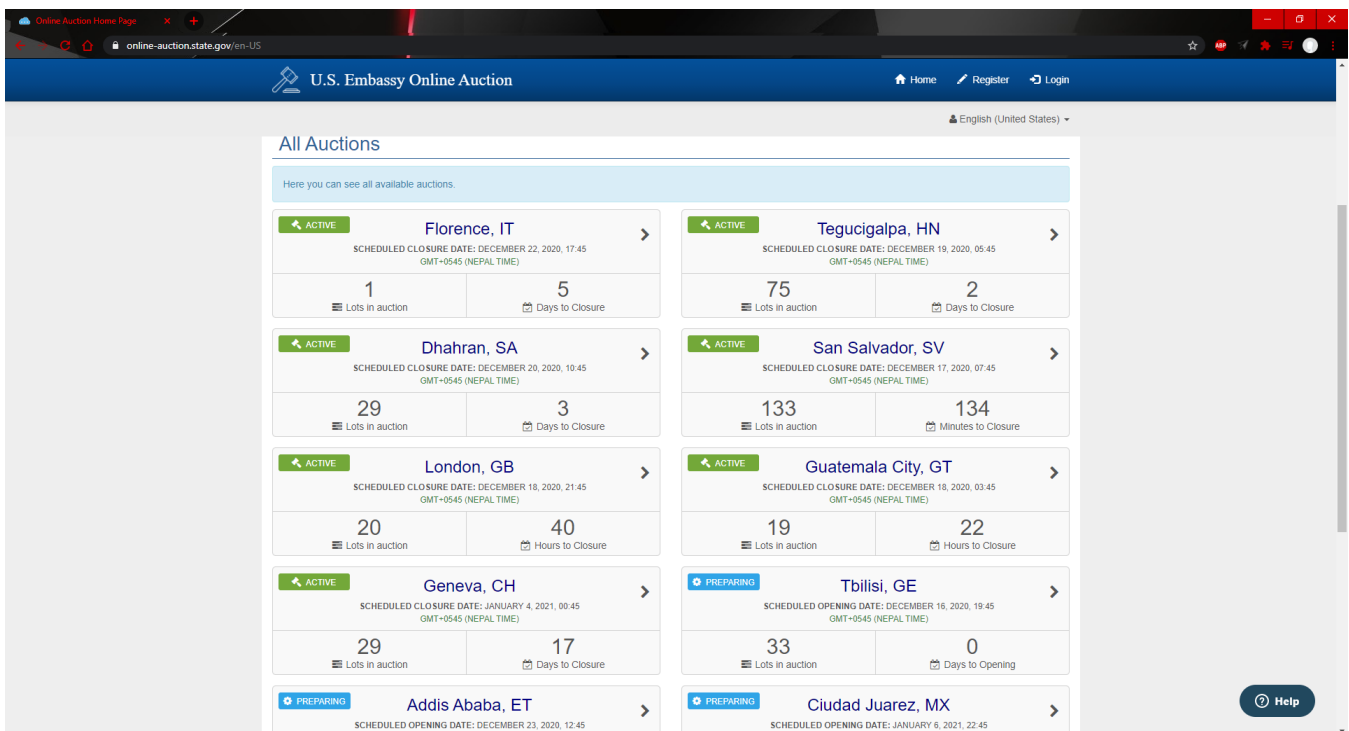 Online Auction Home Page
online-auction.state.gov/en-US
ABP
U.S. Embassy Online Auction
Home Register Login
English (United States)
All Auctions
Here you can see all available auctions.
ACTIVE
Florence, IT
SCHEDULED CLOSURE DATE: DECEMBER 22, 2020, 17:45
GMT+0545 (NEPAL TIME)
1 5
Lots in auction Days to Closure
ACTIVE
Tegucigalpa, HN
SCHEDULED CLOSURE DATE: DECEMBER 19, 2020, 05:45
GMT+0545 (NEPAL TIME)
75 2
Lots in auction Days to Closure
ACTIVE
Dhahran, SA
SCHEDULED CLOSURE DATE: DECEMBER 20, 2020, 10:45
GMT+0545 (NEPAL TIME)
29 3
Lots in auction Days to Closure
ACTIVE
San Salvador, SV
SCHEDULED CLOSURE DATE: DECEMBER 17, 2020, 07:45
GMT+0545 (NEPAL TIME)
133 134
Lots in auction Minutes to Closure
ACTIVE
London, GB
SCHEDULED CLOSURE DATE: DECEMBER 18, 2020, 21:45
GMT+0545 (NEPAL TIME)
20 40
Lots in auction Hours to Closure
ACTIVE
Guatemala City, GT
SCHEDULED CLOSURE DATE: DECEMBER 18, 2020, 03:45
GMT+0545 (NEPAL TIME)
19 22
Lots in auction Hours to Closure
ACTIVE
Geneva, CH
SCHEDULED CLOSURE DATE: JANUARY 4, 2021, 00:45
GMT+0545 (NEPAL TIME)
29 17
Lots in auction Days to Closure
PREPARING
Tbilisi, GE
SCHEDULED OPENING DATE: DECEMBER 16, 2020, 19:45
GMT+0545 (NEPAL TIME)
33 0
Lots in auction Days to Opening
PREPARING
Addis Ababa, ET
SCHEDULED OPENING DATE: DECEMBER 23, 2020, 12:45
PREPARING
Ciudad Juarez, MX
SCHEDULED OPENING DATE: JANUARY 6, 2021, 22:45
Help